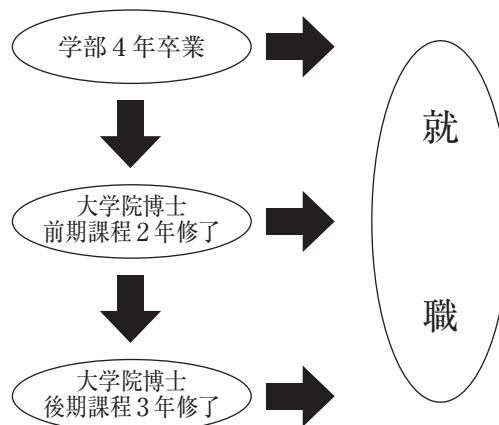 学部４年卒業
大学院博士
前期課程２年修了
大学院博士
後期課程３年修了
就
職